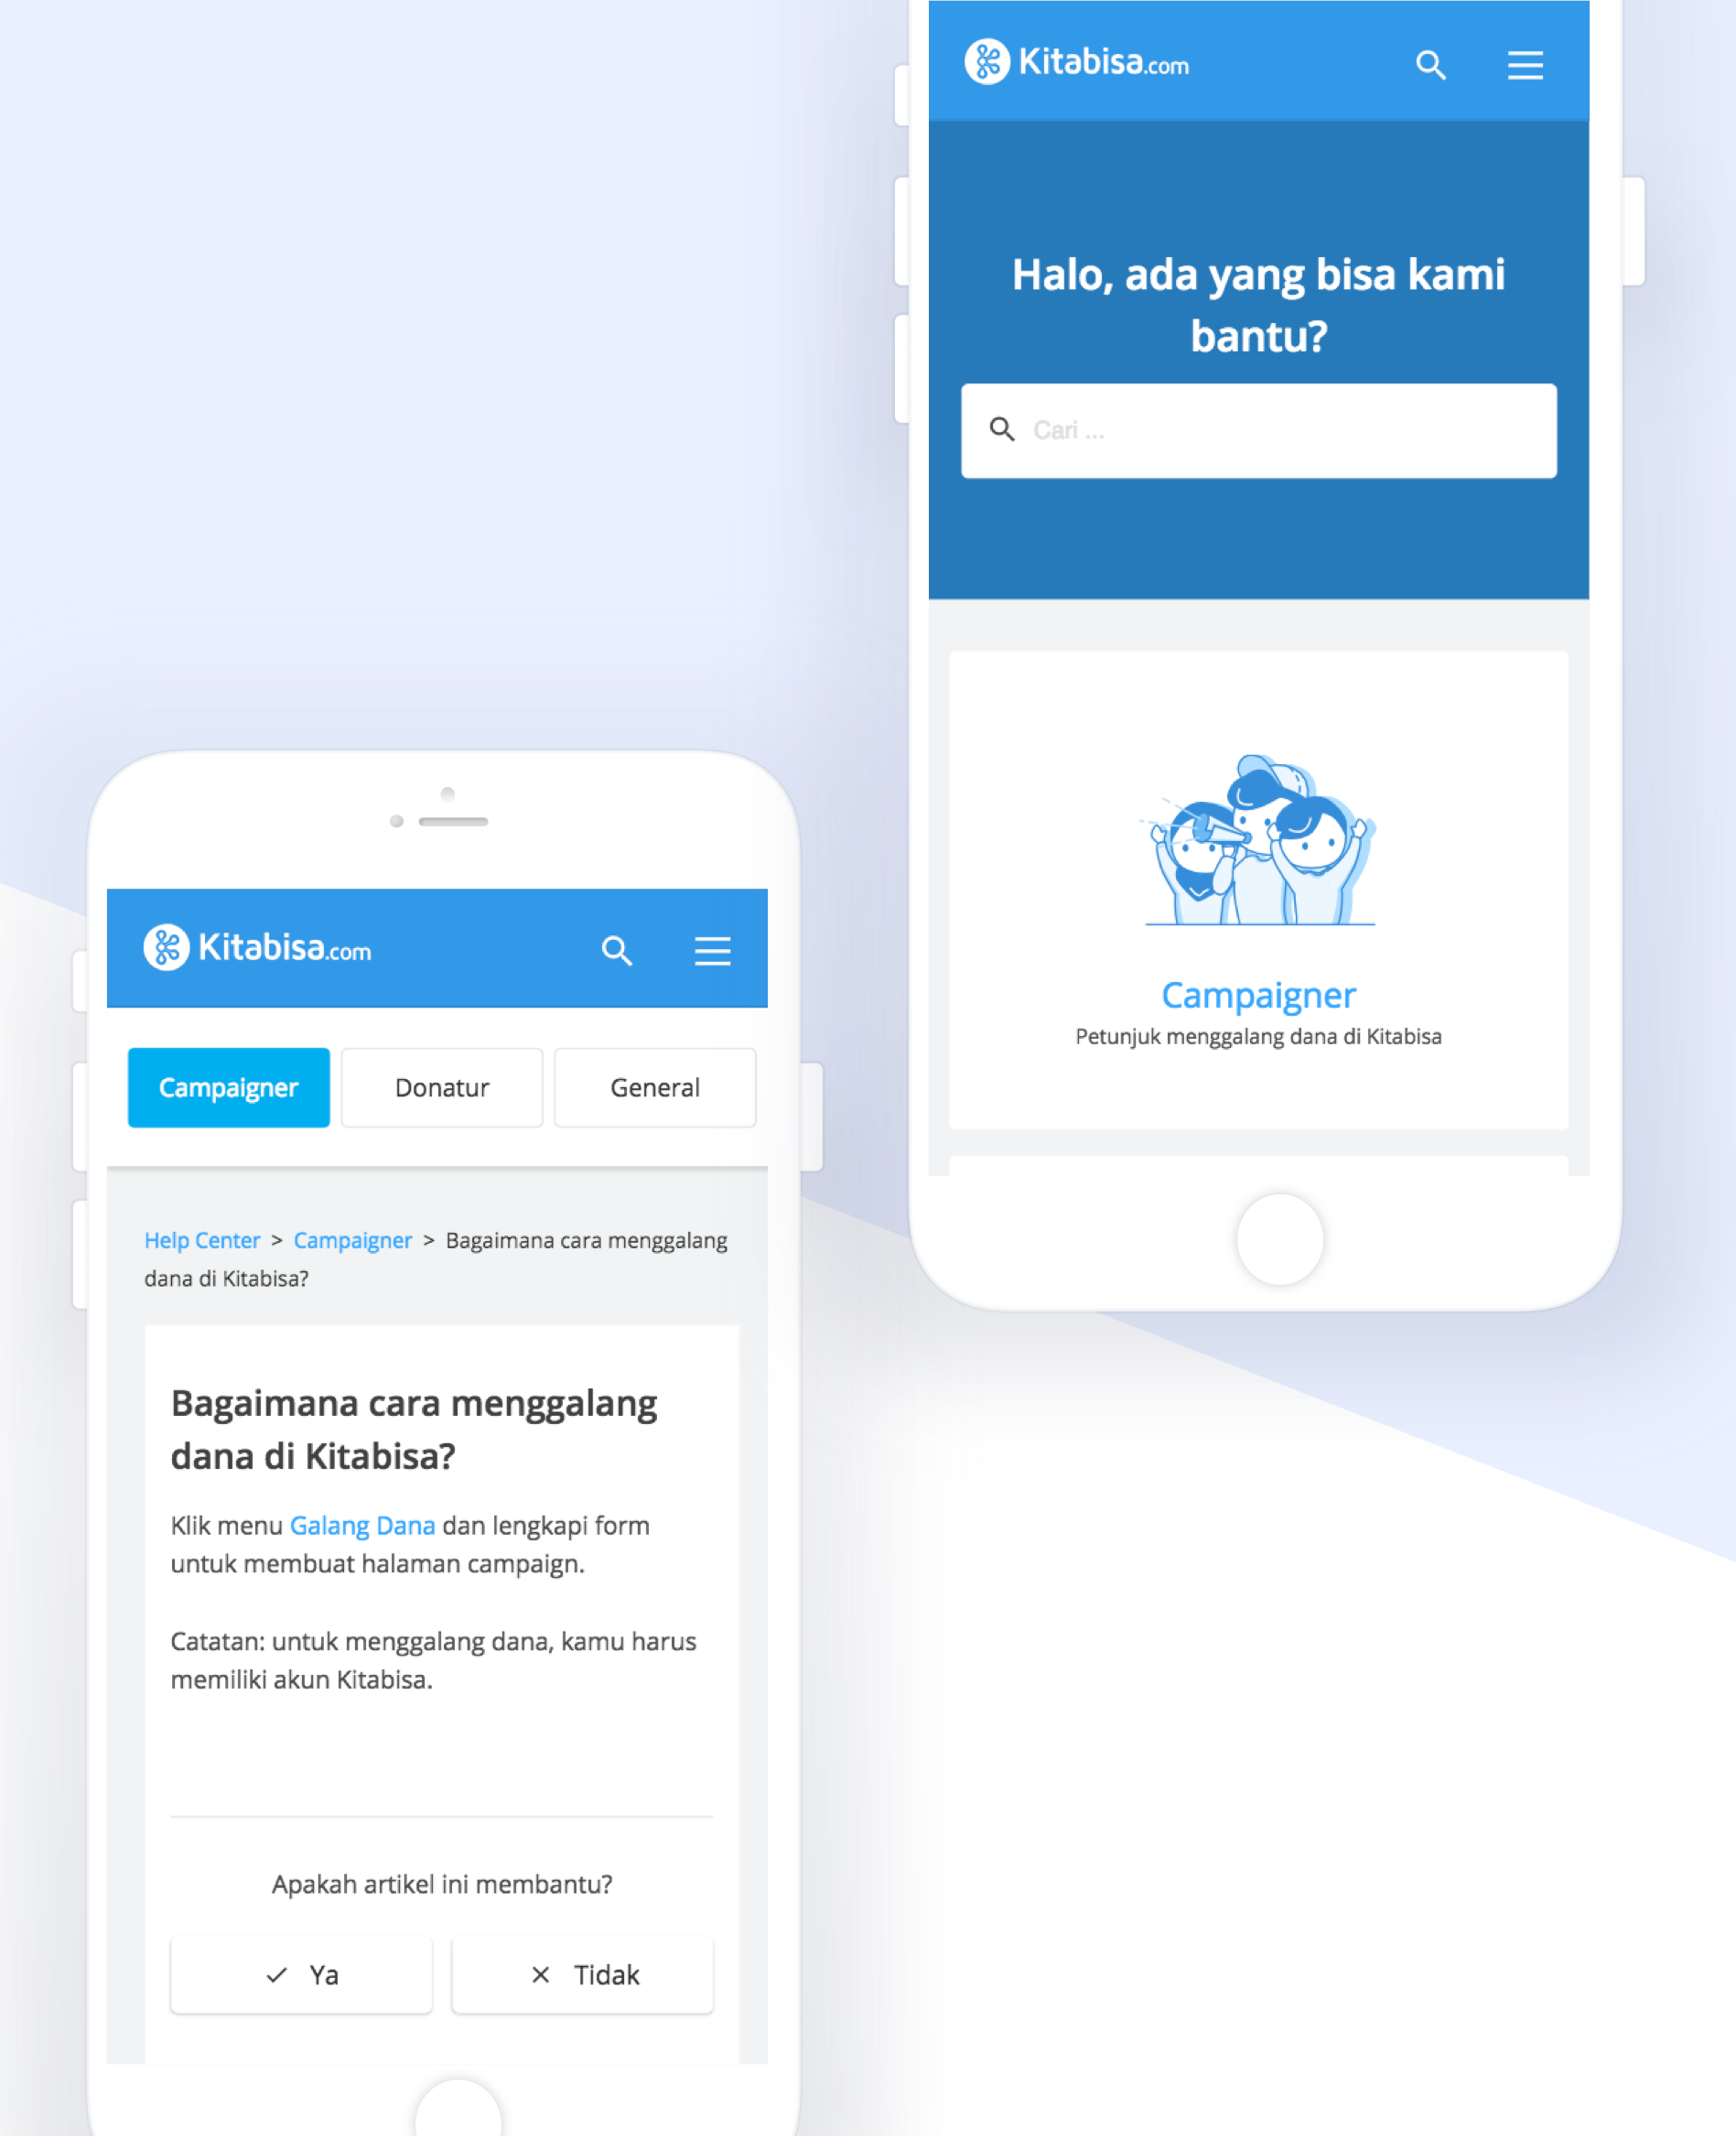 Kitabisa.com
Halo, ada yang bisa kami
bantu?
Cari ...
Campaigner
Petunjuk menggalang dana di Kitabisa
Kitabisa.com
Campaigner
Donatur
General
Help Center > Campaigner > Bagaimana cara menggalang
dana di Kitabisa?
Bagaimana cara menggalang
dana di Kitabisa?
Klik menu Galang Dana dan lengkapi form
untuk membuat halaman campaign.
Catatan: untuk menggalang dana, kamu harus
memiliki akun Kitabisa.
Apakah artikel ini membantu?
Ya
Tidak